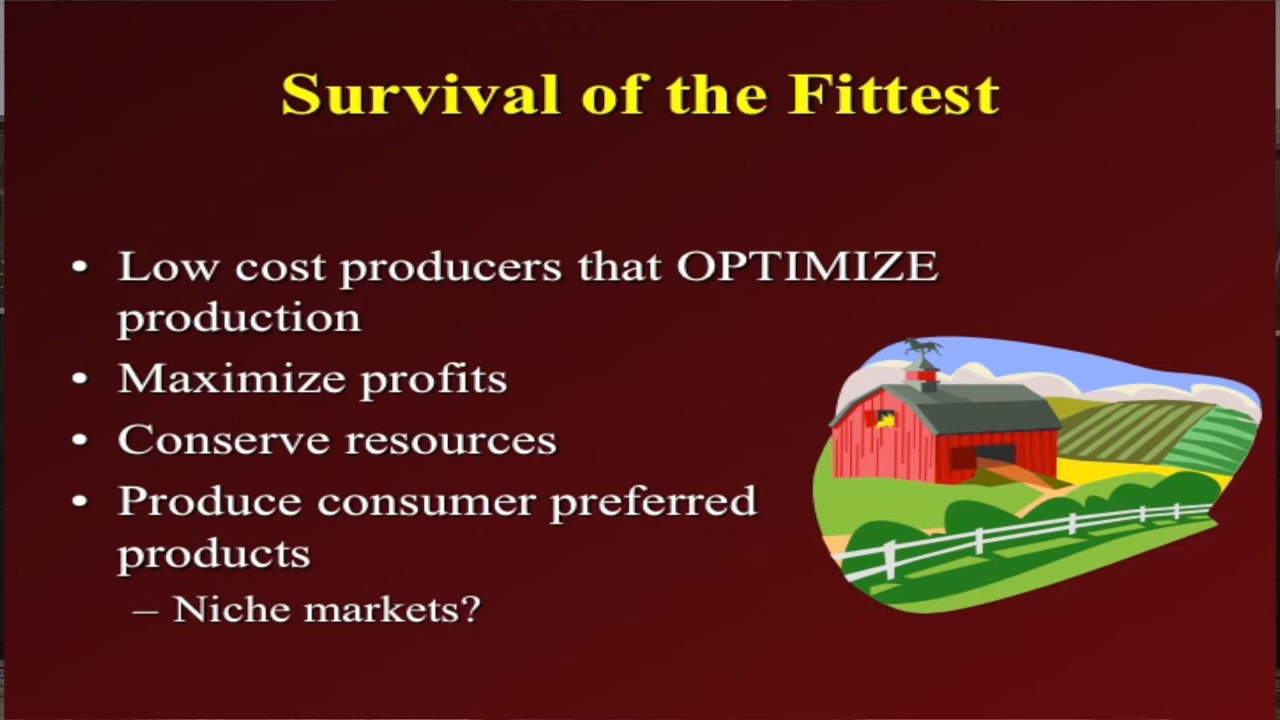 Survival of the Fittest
• Low cost producers that OPTIMIZE
production
• Maximize profits
• Conserve resources
• Produce consumer preferred
products
– Niche markets?